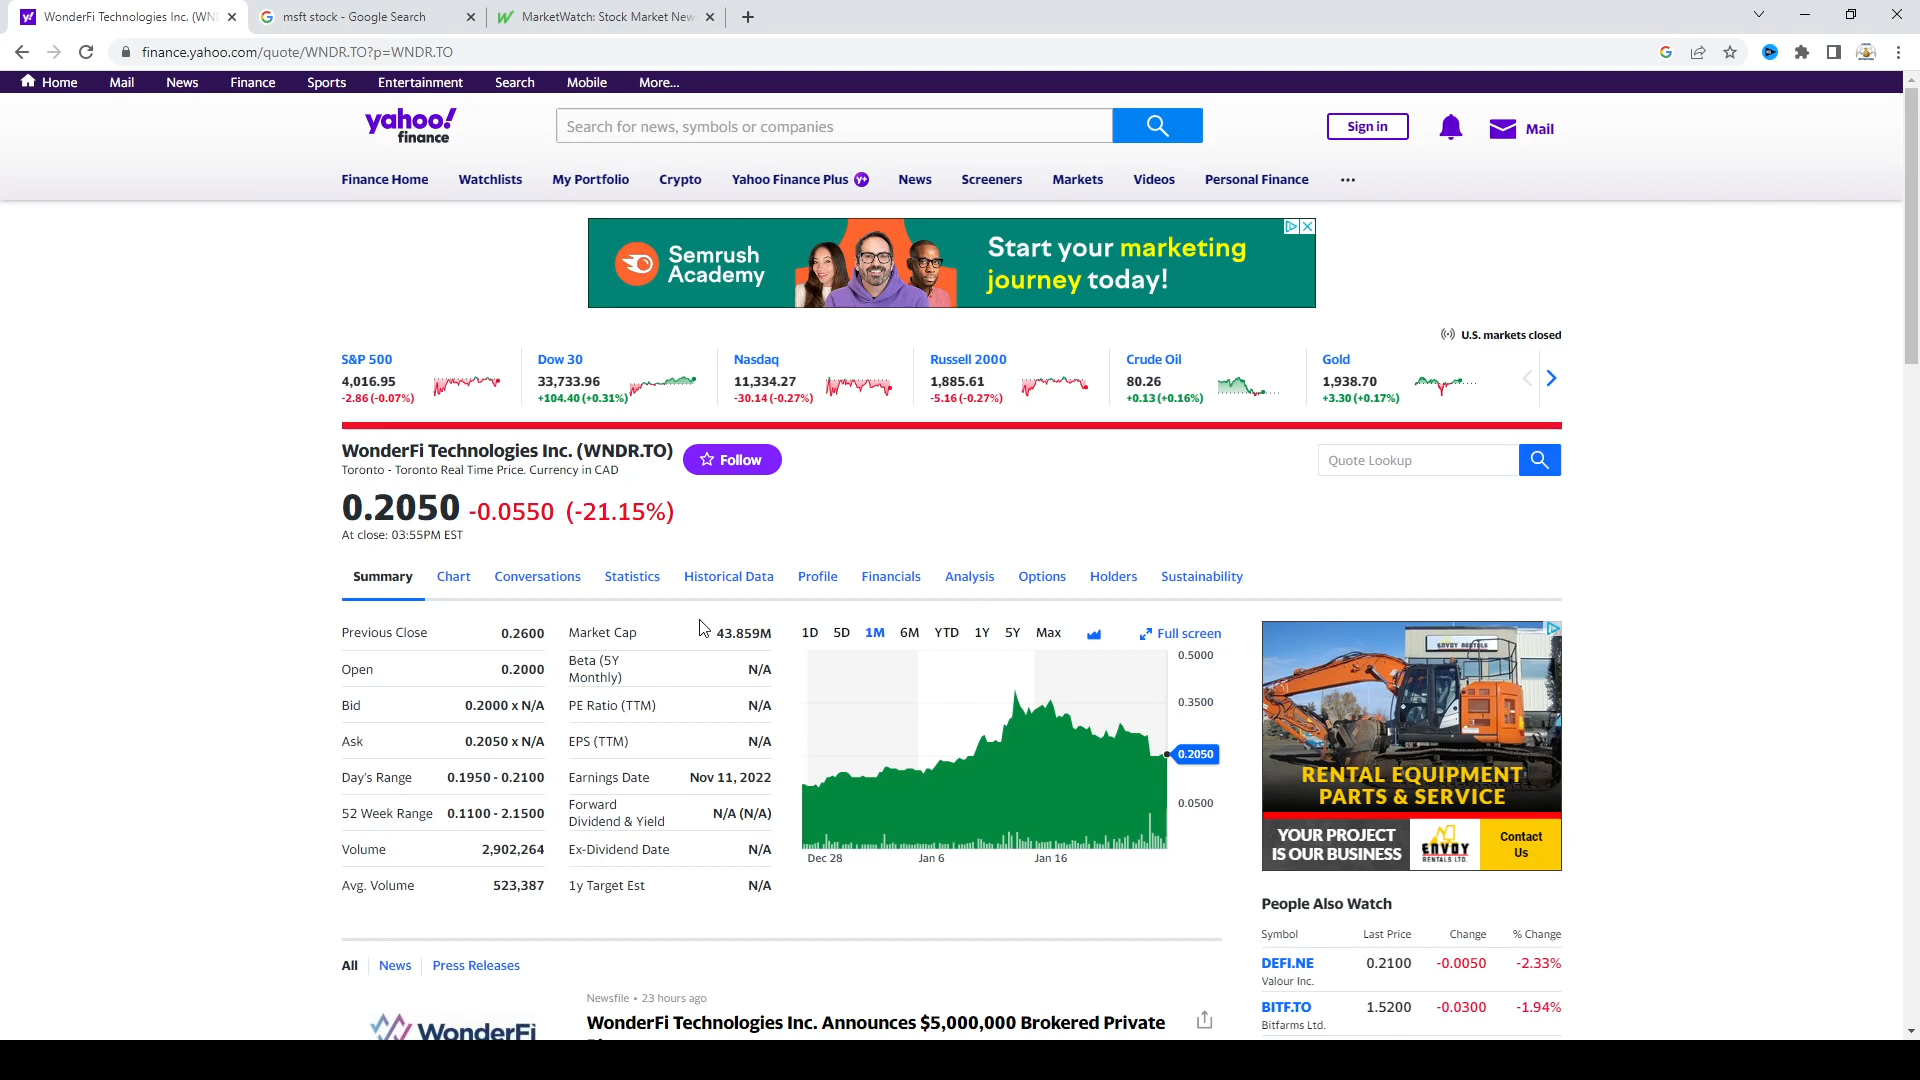 WonderFi Technologies Inc. (WN
msft stock - Google Search
MarketWatch: Stock Market New
finance.yahoo.com/quote/WNDR.TO?p=WNDR.TO
Home Mail News Finance Sports Entertainment Search Mobile More...
yahoo!
finance
Search for news, symbols or companies
Sign in
Mail
Finance Home Watchlists My Portfolio Crypto Yahoo Finance Plus Y+ News Screeners Markets Videos Personal Finance ...
Semrush
Academy
Start your marketing
journey today!
U.S. markets closed
S&P 500
4,016.95
-2.86 (-0.07%)
Dow 30
33,733.96
+104.40 (+0.31%)
Nasdaq
11,334.27
-30.14 (-0.27%)
Russell 2000
1,885.61
-5.16 (-0.27%)
Crude Oil
80.26
+0.13 (+0.16%)
Gold
1,938.70
+3.30 (+0.17%)
WonderFi Technologies Inc. (WNDR.TO)
Follow
Toronto - Toronto Real Time Price. Currency in CAD
Quote Lookup
0.2050 -0.0550 (-21.15%)
At close: 03:55PM EST
Summary Chart Conversations Statistics Historical Data Profile Financials Analysis Options Holders Sustainability
Previous Close 0.2600
Open 0.2000
Bid 0.2000 x N/A
Ask 0.2050 x N/A
Day's Range 0.1950 - 0.2100
52 Week Range 0.1100 - 2.1500
Volume 2,902,264
Avg. Volume 523,387
Market Cap 43.859M
Beta (5Y
Monthly) N/A
PE Ratio (TTM) N/A
EPS (TTM) N/A
Earnings Date Nov 11, 2022
Forward
Dividend & Yield N/A (N/A)
Ex-Dividend Date N/A
1y Target Est N/A
1D 5D 1M 6M YTD 1Y 5Y Max
Full screen
0.5000
0.3500
0.2050
0.0500
Dec 28 Jan 6 Jan 16
ENVOY RENTALS
RENTAL EQUIPMENT
PARTS & SERVICE
YOUR PROJECT
IS OUR BUSINESS
ENVOY
RENTALS LTD.
Contact
Us
People Also Watch
Symbol Last Price Change % Change
DEFI.NE 0.2100 -0.0050 -2.33%
Valour Inc.
BITF.TO 1.5200 -0.0300 -1.94%
Bitfarms Ltd.
All News Press Releases
Newsfile • 23 hours ago
WonderFi
WonderFi Technologies Inc. Announces $5,000,000 Brokered Private